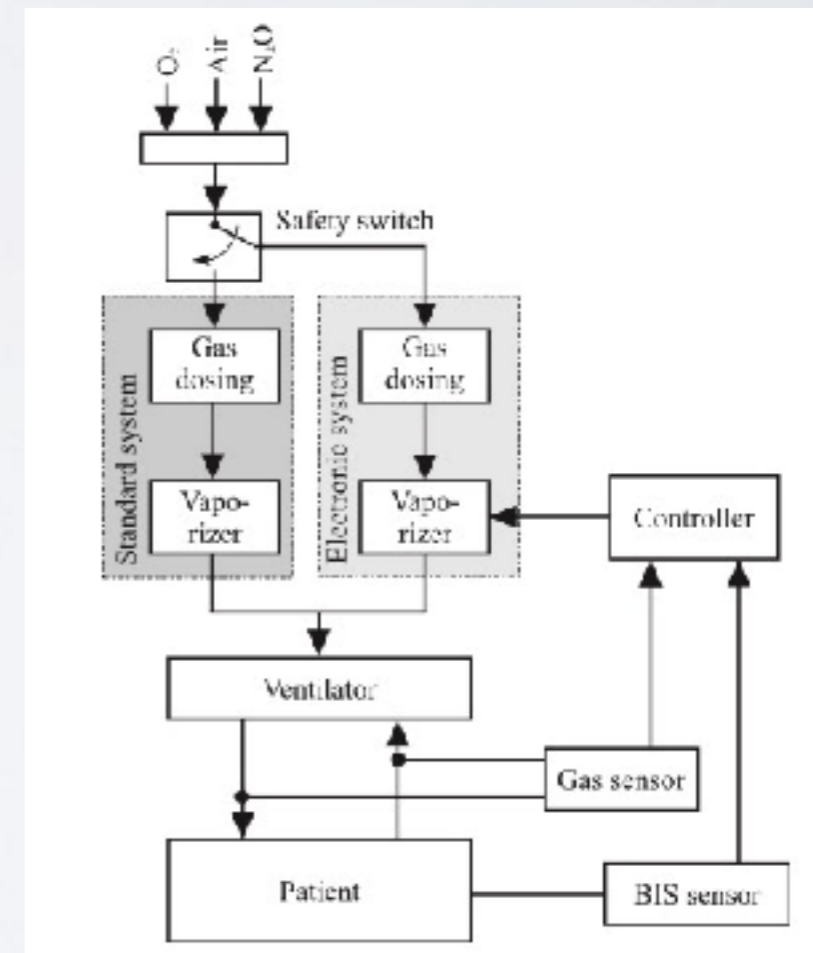 O₂
Air
N₂O
Safety switch
Standard system
Gas
dosing
Vapo-
rizer
Electronic system
Gas
dosing
Vapo-
rizer
Controller
Ventilator
Gas sensor
Patient
BIS sensor